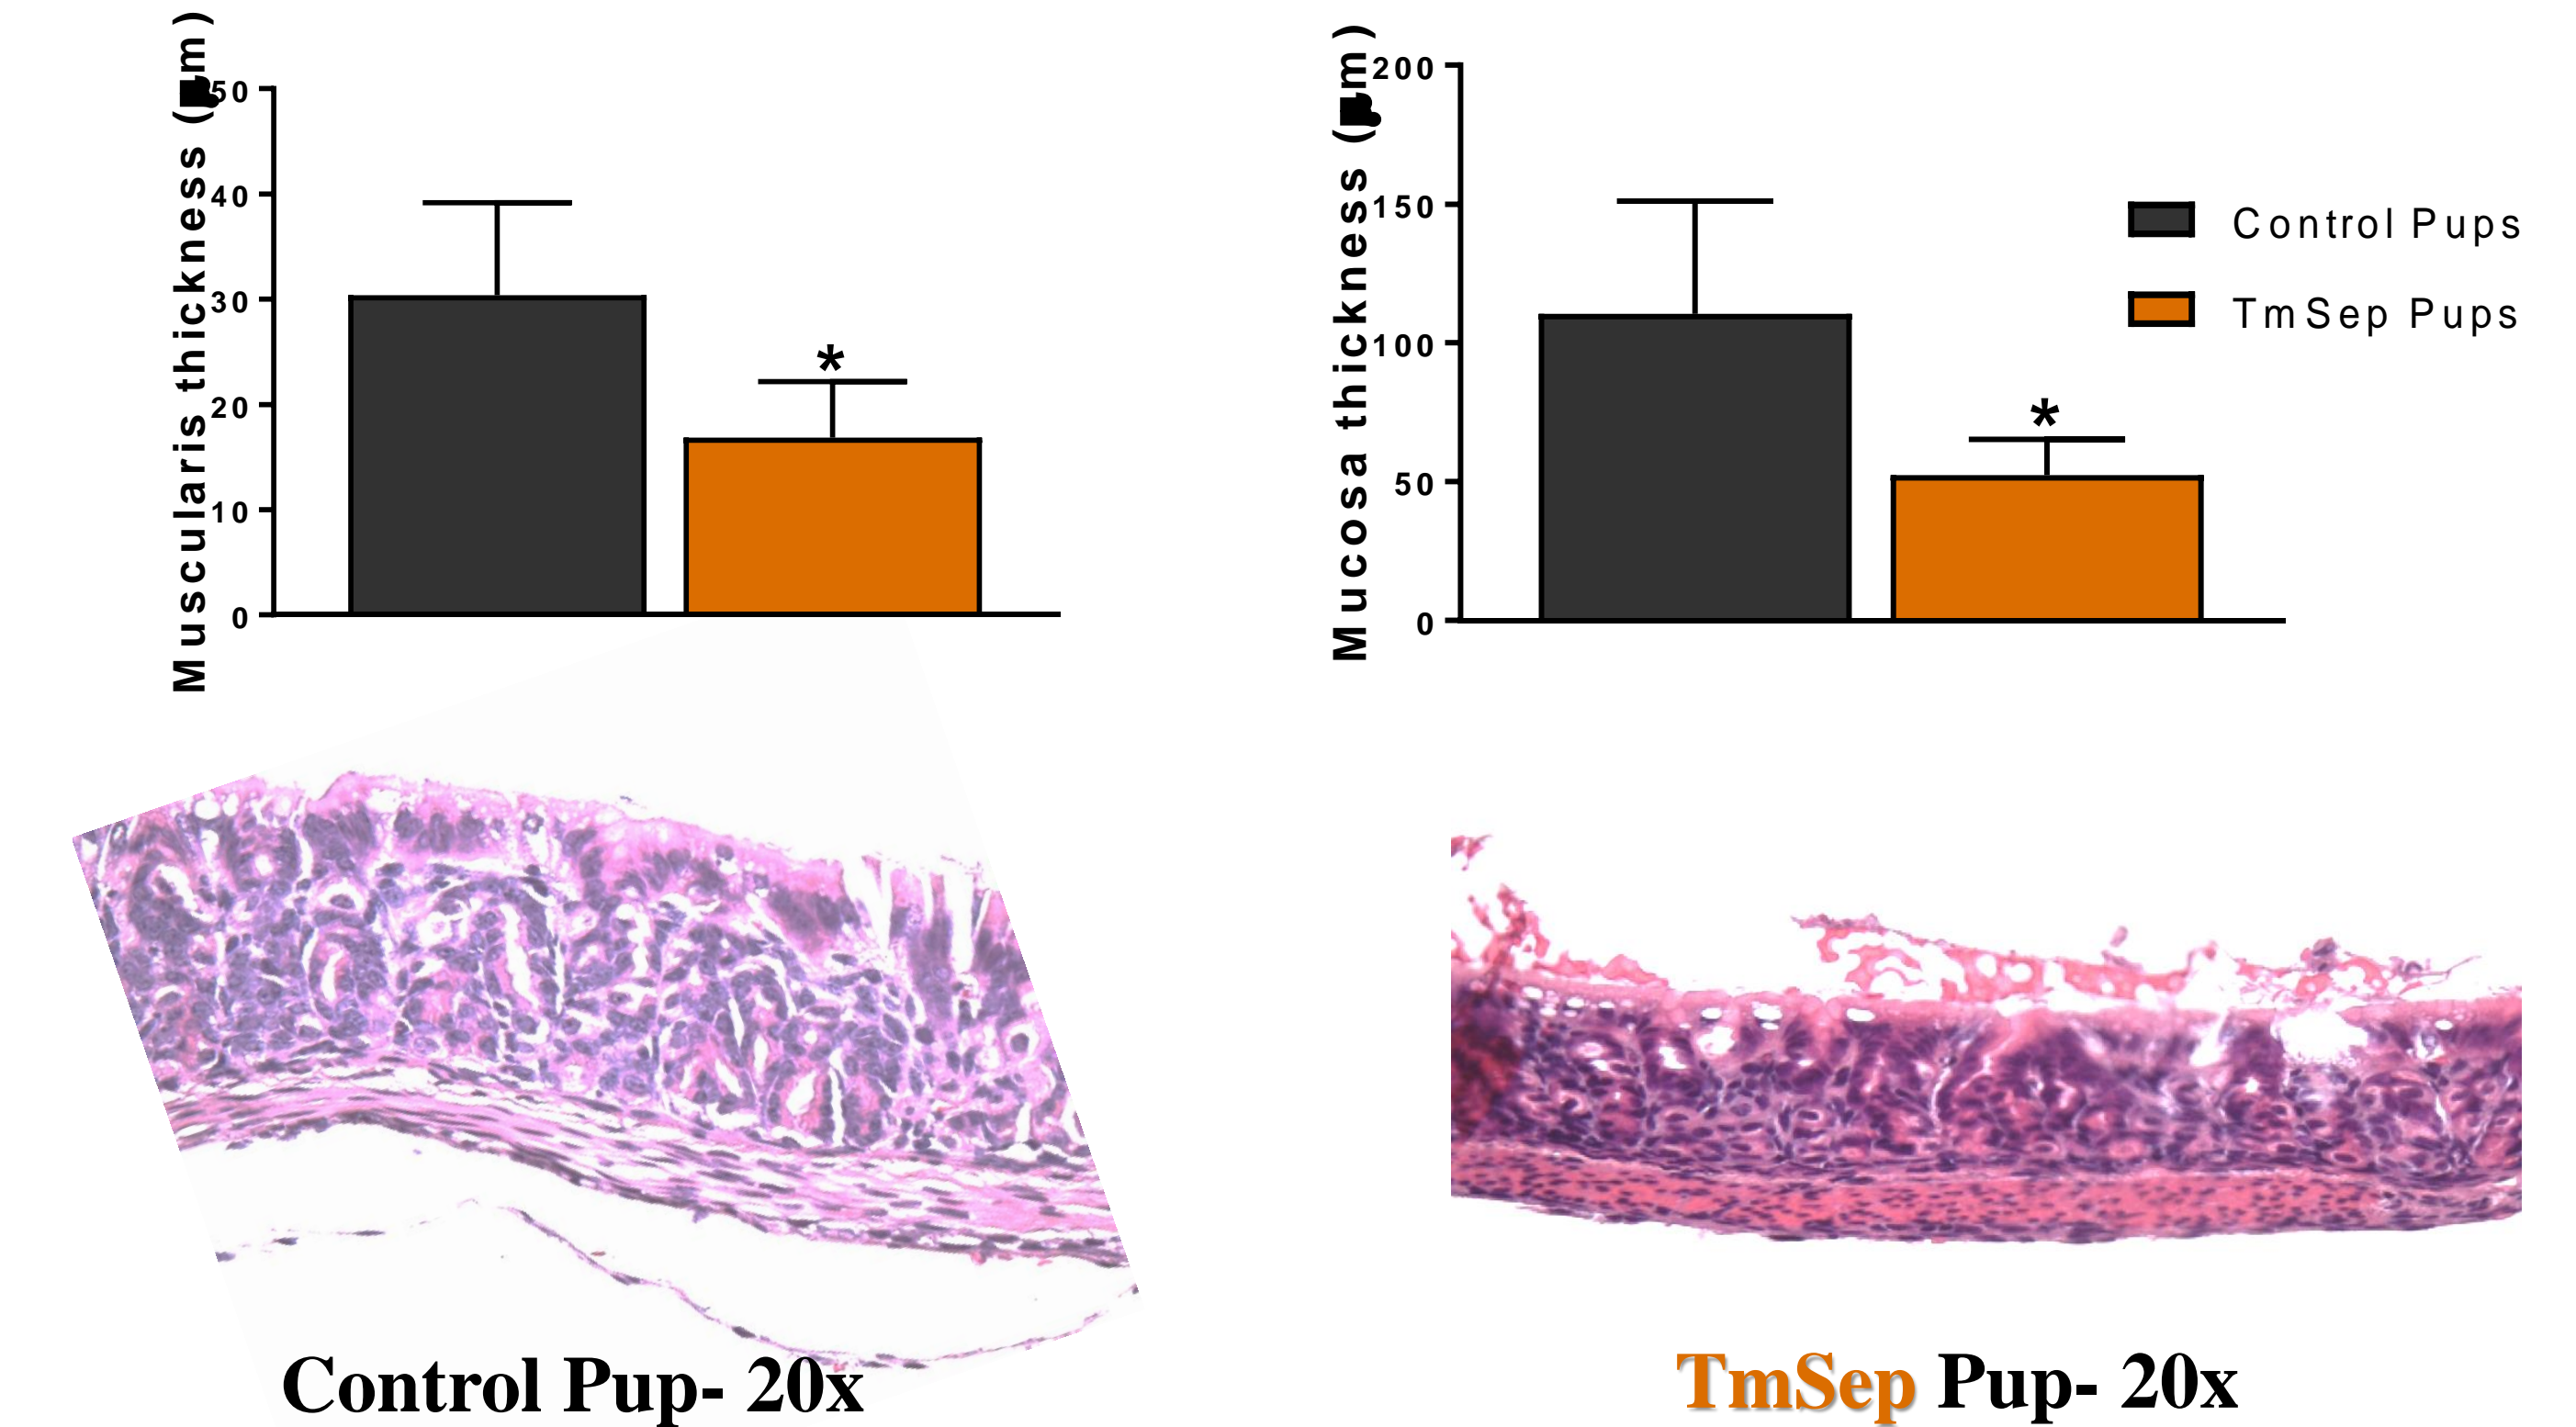 Muscularis thickness (µm)
50
40
30
20
10
0
*
Mucosa thickness (µm)
200
150
100
50
0
*
Control Pups
TmSep Pups
Control Pup- 20x
TmSep Pup- 20x